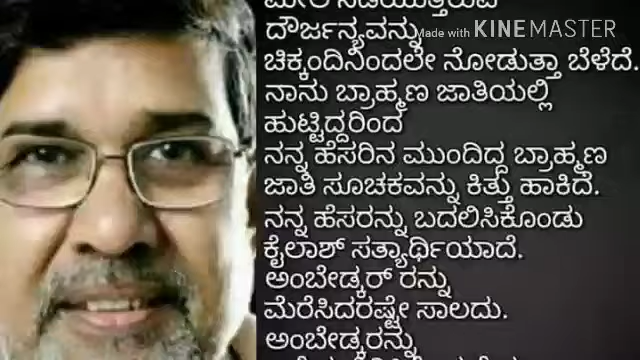 ದೌರ್ಜನ್ಯವನ್ನು
Made with KINEMASTER
ಚಿಕ್ಕಂದಿನಿಂದಲೇ ನೋಡುತ್ತಾ ಬೆಳೆದೆ.
ನಾನು ಬ್ರಾಹ್ಮಣ ಜಾತಿಯಲ್ಲಿ
ಹುಟ್ಟಿದ್ದರಿಂದ
ನನ್ನ ಹೆಸರಿನ ಮುಂದಿದ್ದ ಬ್ರಾಹ್ಮಣ
ಜಾತಿ ಸೂಚಕವನ್ನು ಕಿತ್ತು ಹಾಕಿದೆ.
ನನ್ನ ಹೆಸರನ್ನು ಬದಲಿಸಿಕೊಂಡು
ಕೈಲಾಶ್ ಸತ್ಯಾರ್ಥಿಯಾದೆ.
ಅಂಬೇಡ್ಕರ್ ರನ್ನು
ಮೆರೆಸಿದರಷ್ಟೇ ಸಾಲದು.
ಅಂಬೇಡ್ಕರನ್ನು